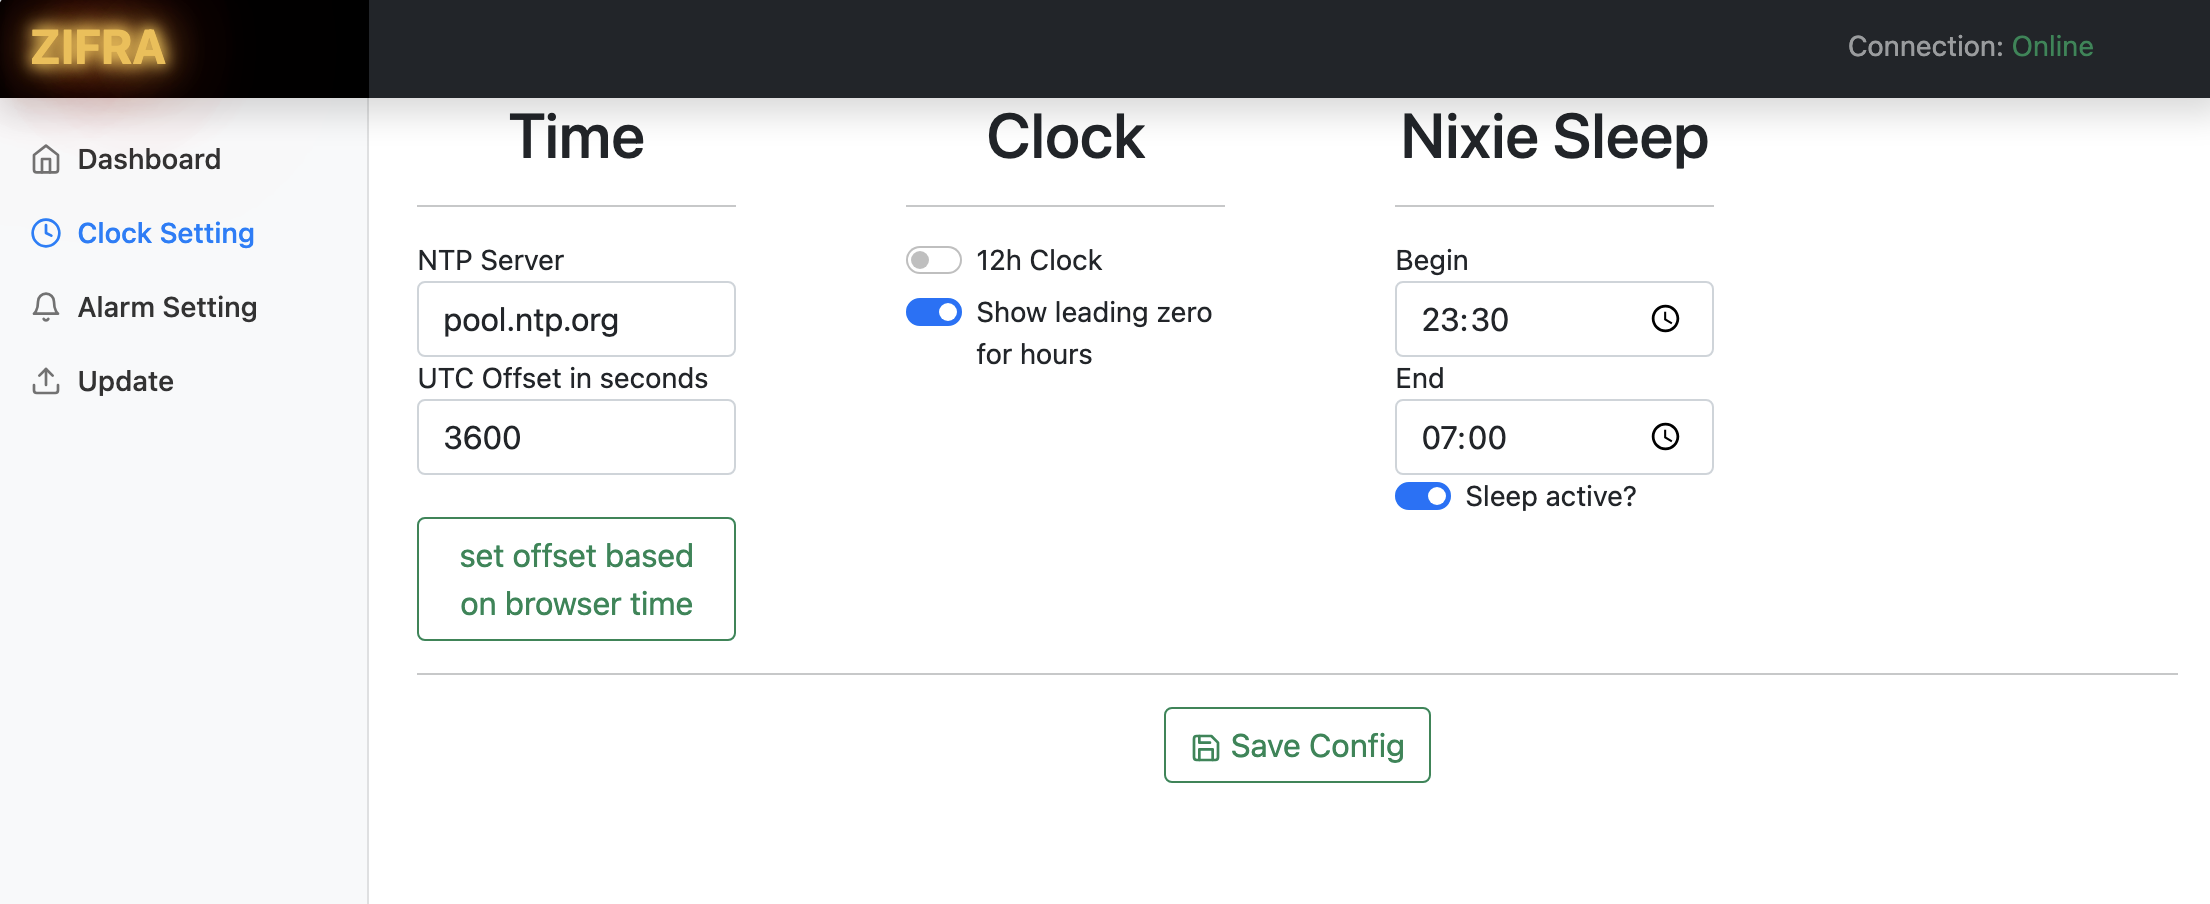 ZIFRA
Connection: Online
Dashboard
Clock Setting
Alarm Setting
Update
Time
NTP Server
pool.ntp.org
UTC Offset in seconds
3600
set offset based
on browser time
Clock
12h Clock
Show leading zero
for hours
Nixie Sleep
Begin
23:30
End
07:00
Sleep active?
Save Config